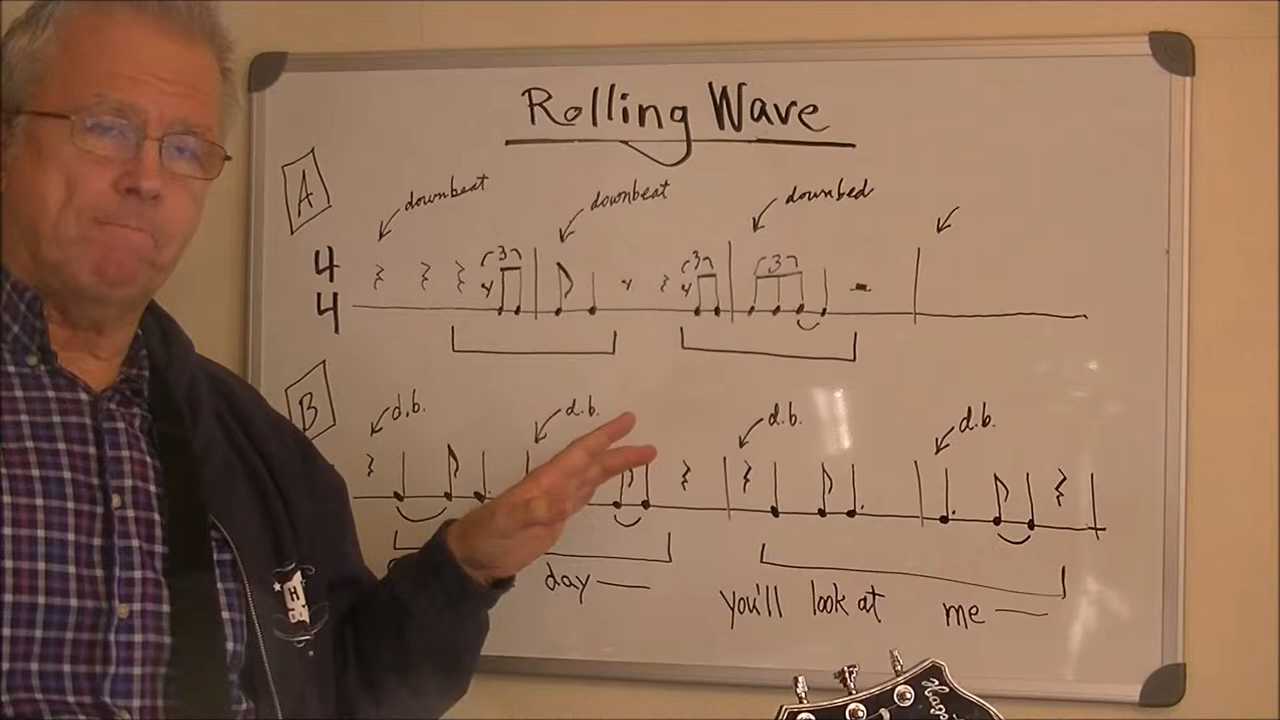 Rolling Wave
A
downbeat downbeat downbed
4
4
3 3 3
B
d.b. d.b. d.b. d.b.
day you'll look at me
H